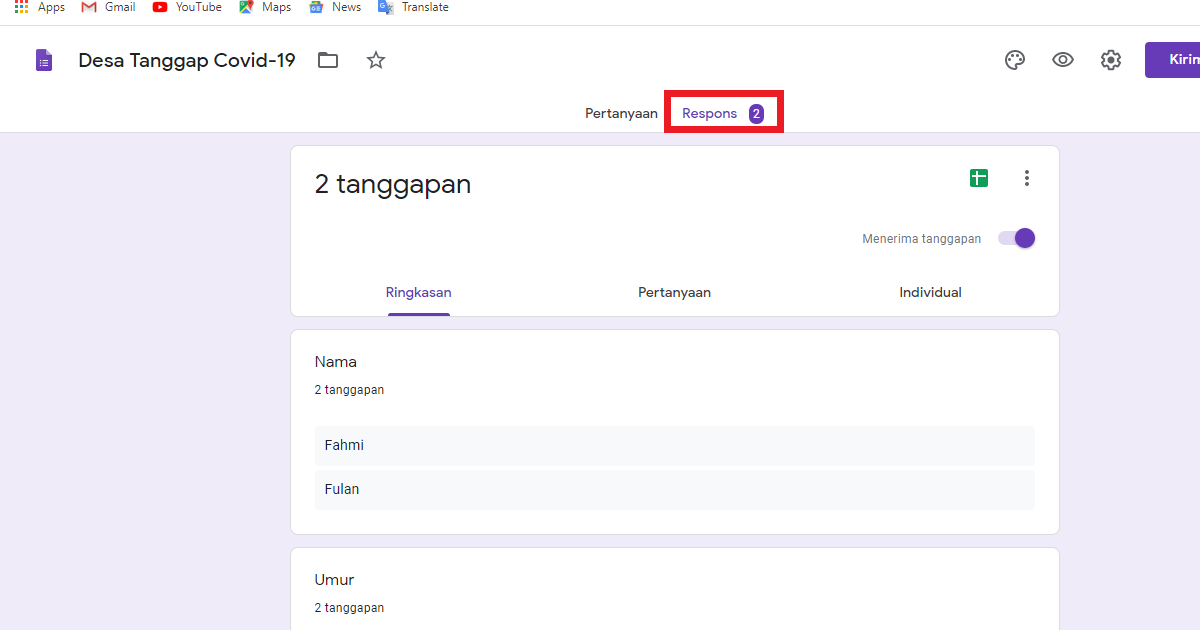 Apps Gmail YouTube Maps News Translate
Desa Tanggap Covid-19
Pertanyaan Respons 2
2 tanggapan
Menerima tanggapan
Ringkasan Pertanyaan Individual
Nama
2 tanggapan
Fahmi
Fulan
Umur
2 tanggapan